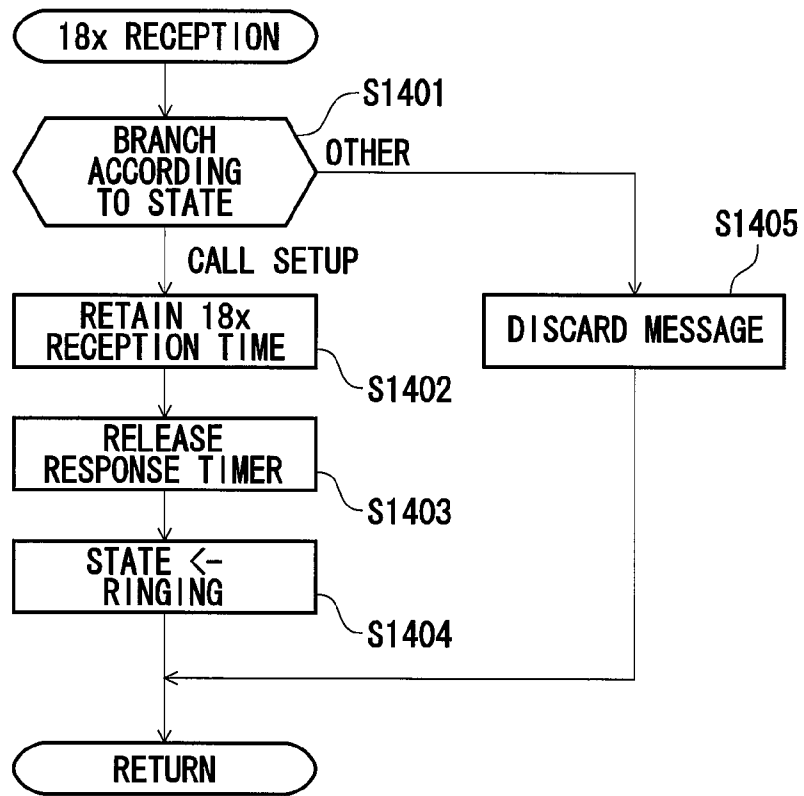 18x RECEPTION
S1401
BRANCH
ACCORDING
TO STATE
OTHER
CALL SETUP
S1405
RETAIN 18x
RECEPTION TIME
DISCARD MESSAGE
S1402
RELEASE
RESPONSE TIMER
S1403
STATE <-
RINGING
S1404
RETURN